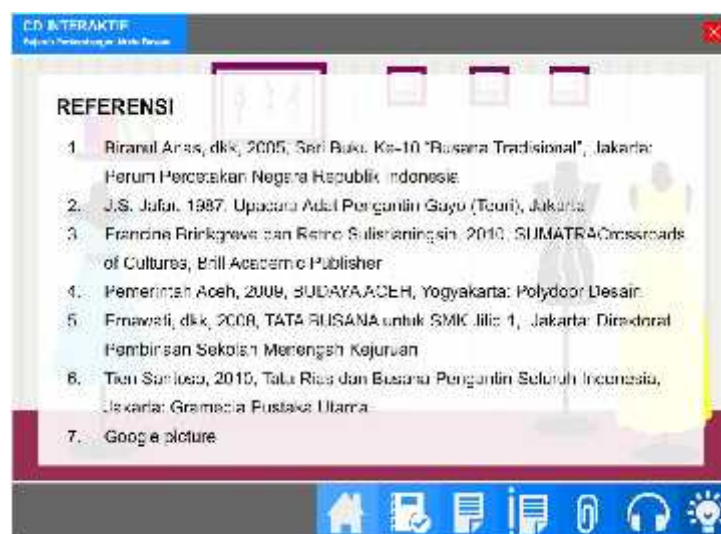 CD INTERAKTIF
REFERENSI
1. Biranul Anas, dkk, 2005, Seri Buku Ke-10 "Busana Tradisional", Jakarta:
Perum Percetakan Negara Republik Indonesia
2. J.S. Jafar, 1987, Upacara Adat Pengantin Gayo (Teori), Jakarta
3. Francine Brinkgreve dan Retno Sulistianingsih, 2010, SUMATRACrossroads
of Cultures, Brill Academic Publisher
4. Pemerintah Aceh, 2009, BUDAYA ACEH, Yogyakarta: Polydoor Desain
5. Ernawati, dkk, 2008, TATA BUSANA untuk SMK Jilid 1, Jakarta: Direktorat
Pembinaan Sekolah Menengah Kejuruan
6. Tien Santoso, 2010, Tata Rias dan Busana Pengantin Seluruh Indonesia,
Jakarta: Gramedia Pustaka Utama
7. Google picture